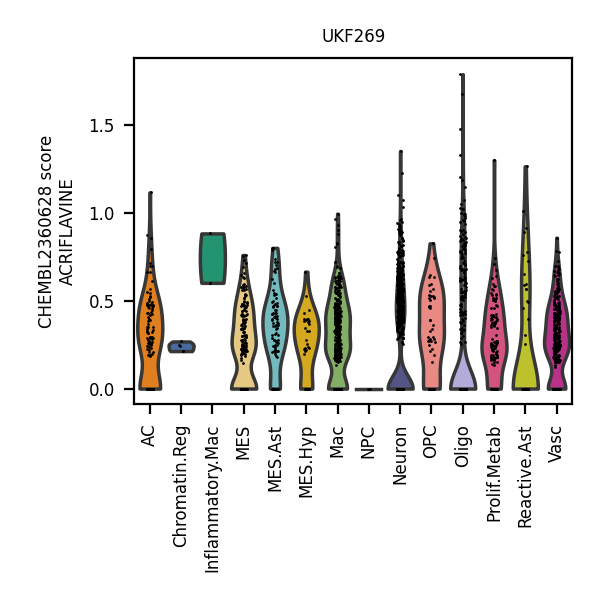 UKF269
CHEMBL2360628 score
ACRIFLAVINE
1.5
1.0
0.5
0.0
AC
Chromatin.Reg
Inflammatory.Mac
MES
MES.Ast
MES.Hyp
Mac
NPC
Neuron
OPC
Oligo
Prolif.Metab
Reactive.Ast
Vasc